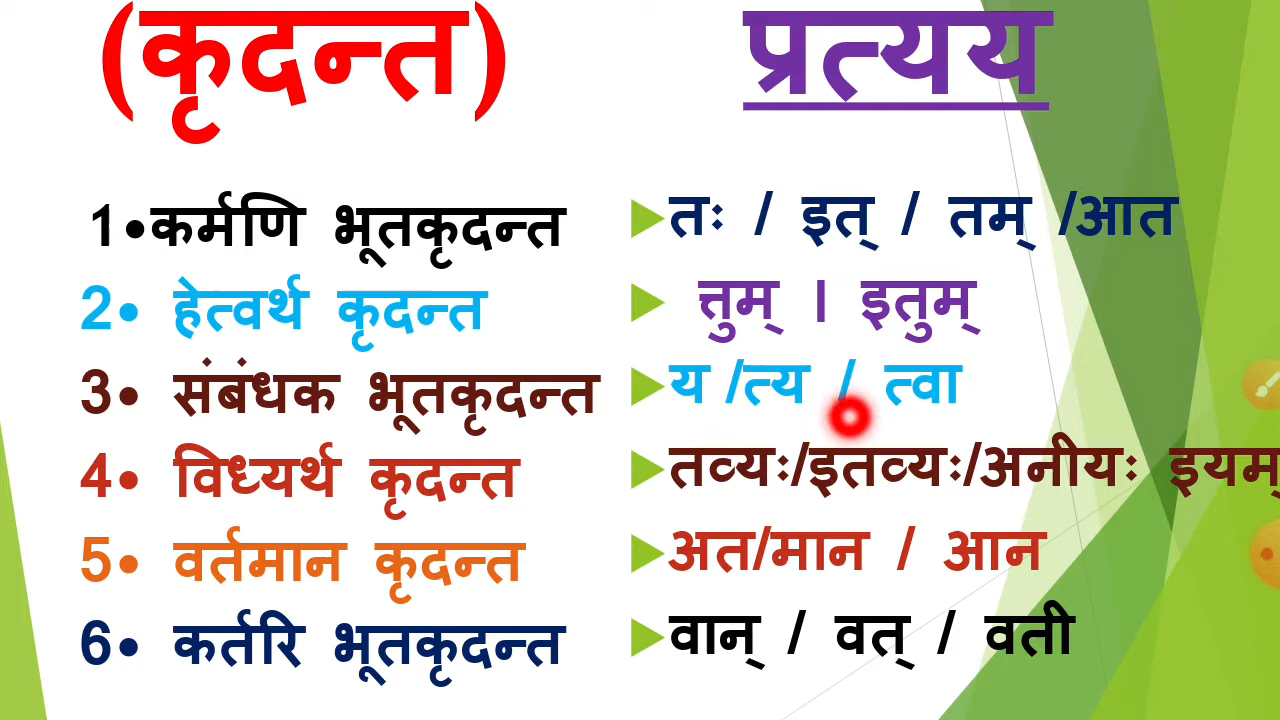 (कृदन्त) प्रत्यय
1•कर्मणि भूतकृदन्त तः / इत् / तम् /आत
2• हेत्वर्थ कृदन्त त्तुम् । इतुम्
3• संबंधक भूतकृदन्त य /त्य / त्वा
4• विध्यर्थ कृदन्त तव्यः/इतव्यः/अनीयः इयम्
5• वर्तमान कृदन्त अत/मान / आन
6• कर्तरि भूतकृदन्त वान् / वत् / वती